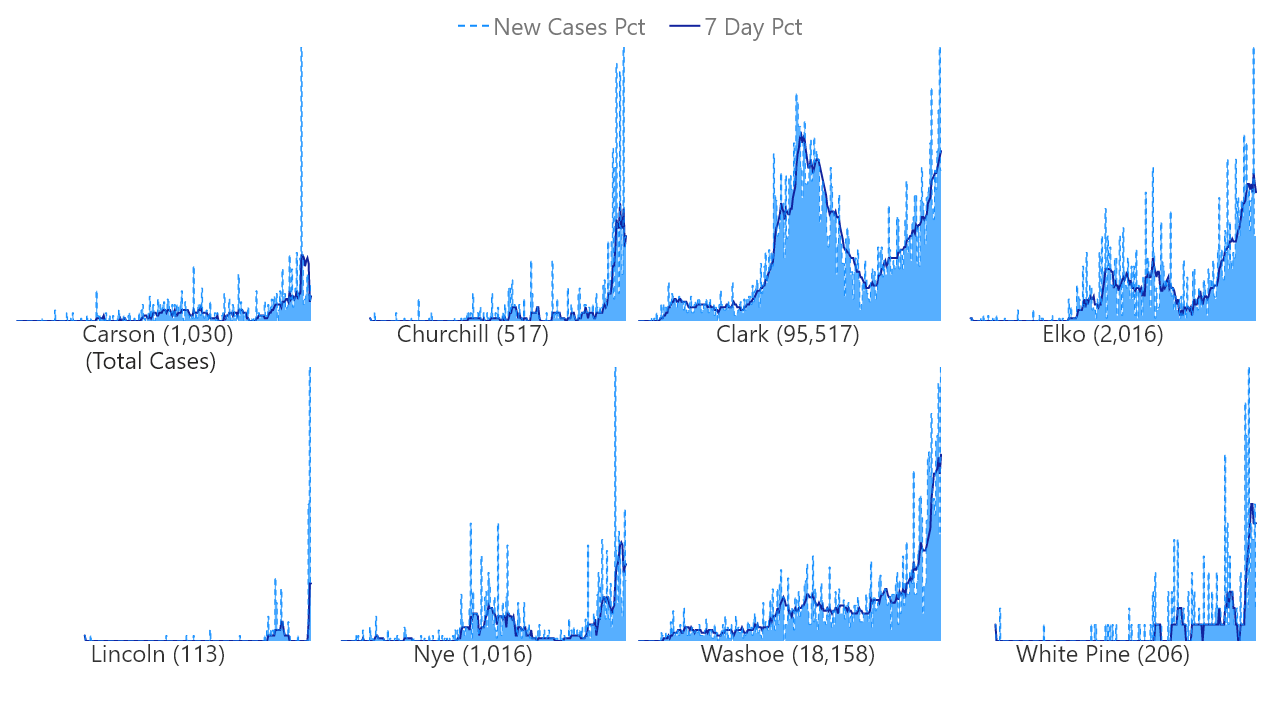 New Cases Pct 7 Day Pct
Carson (1,030) Churchill (517) Clark (95,517) Elko (2,016)
(Total Cases)
Lincoln (113) Nye (1,016) Washoe (18,158) White Pine (206)